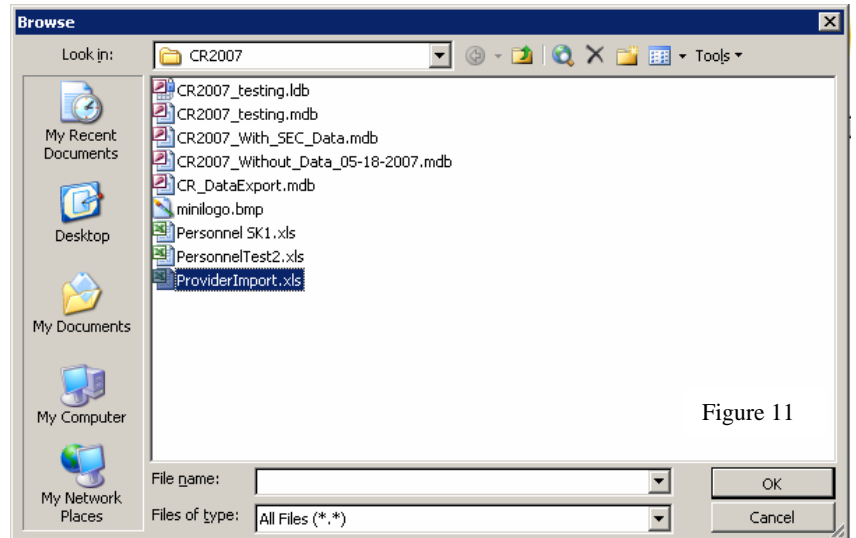 Browse
Look in:
CR2007
Tools
My Recent
Documents
Desktop
My Documents
My Computer
My Network
Places
CR2007_testing.ldb
CR2007_testing.mdb
CR2007_With_SEC_Data.mdb
CR2007_Without_Data_05-18-2007.mdb
CR_DataExport.mdb
minilogo.bmp
Personnel SK1.xls
PersonnelTest2.xls
ProviderImport.xls
Figure 11
File name:
OK
Files of type:
All Files (*.*)
Cancel